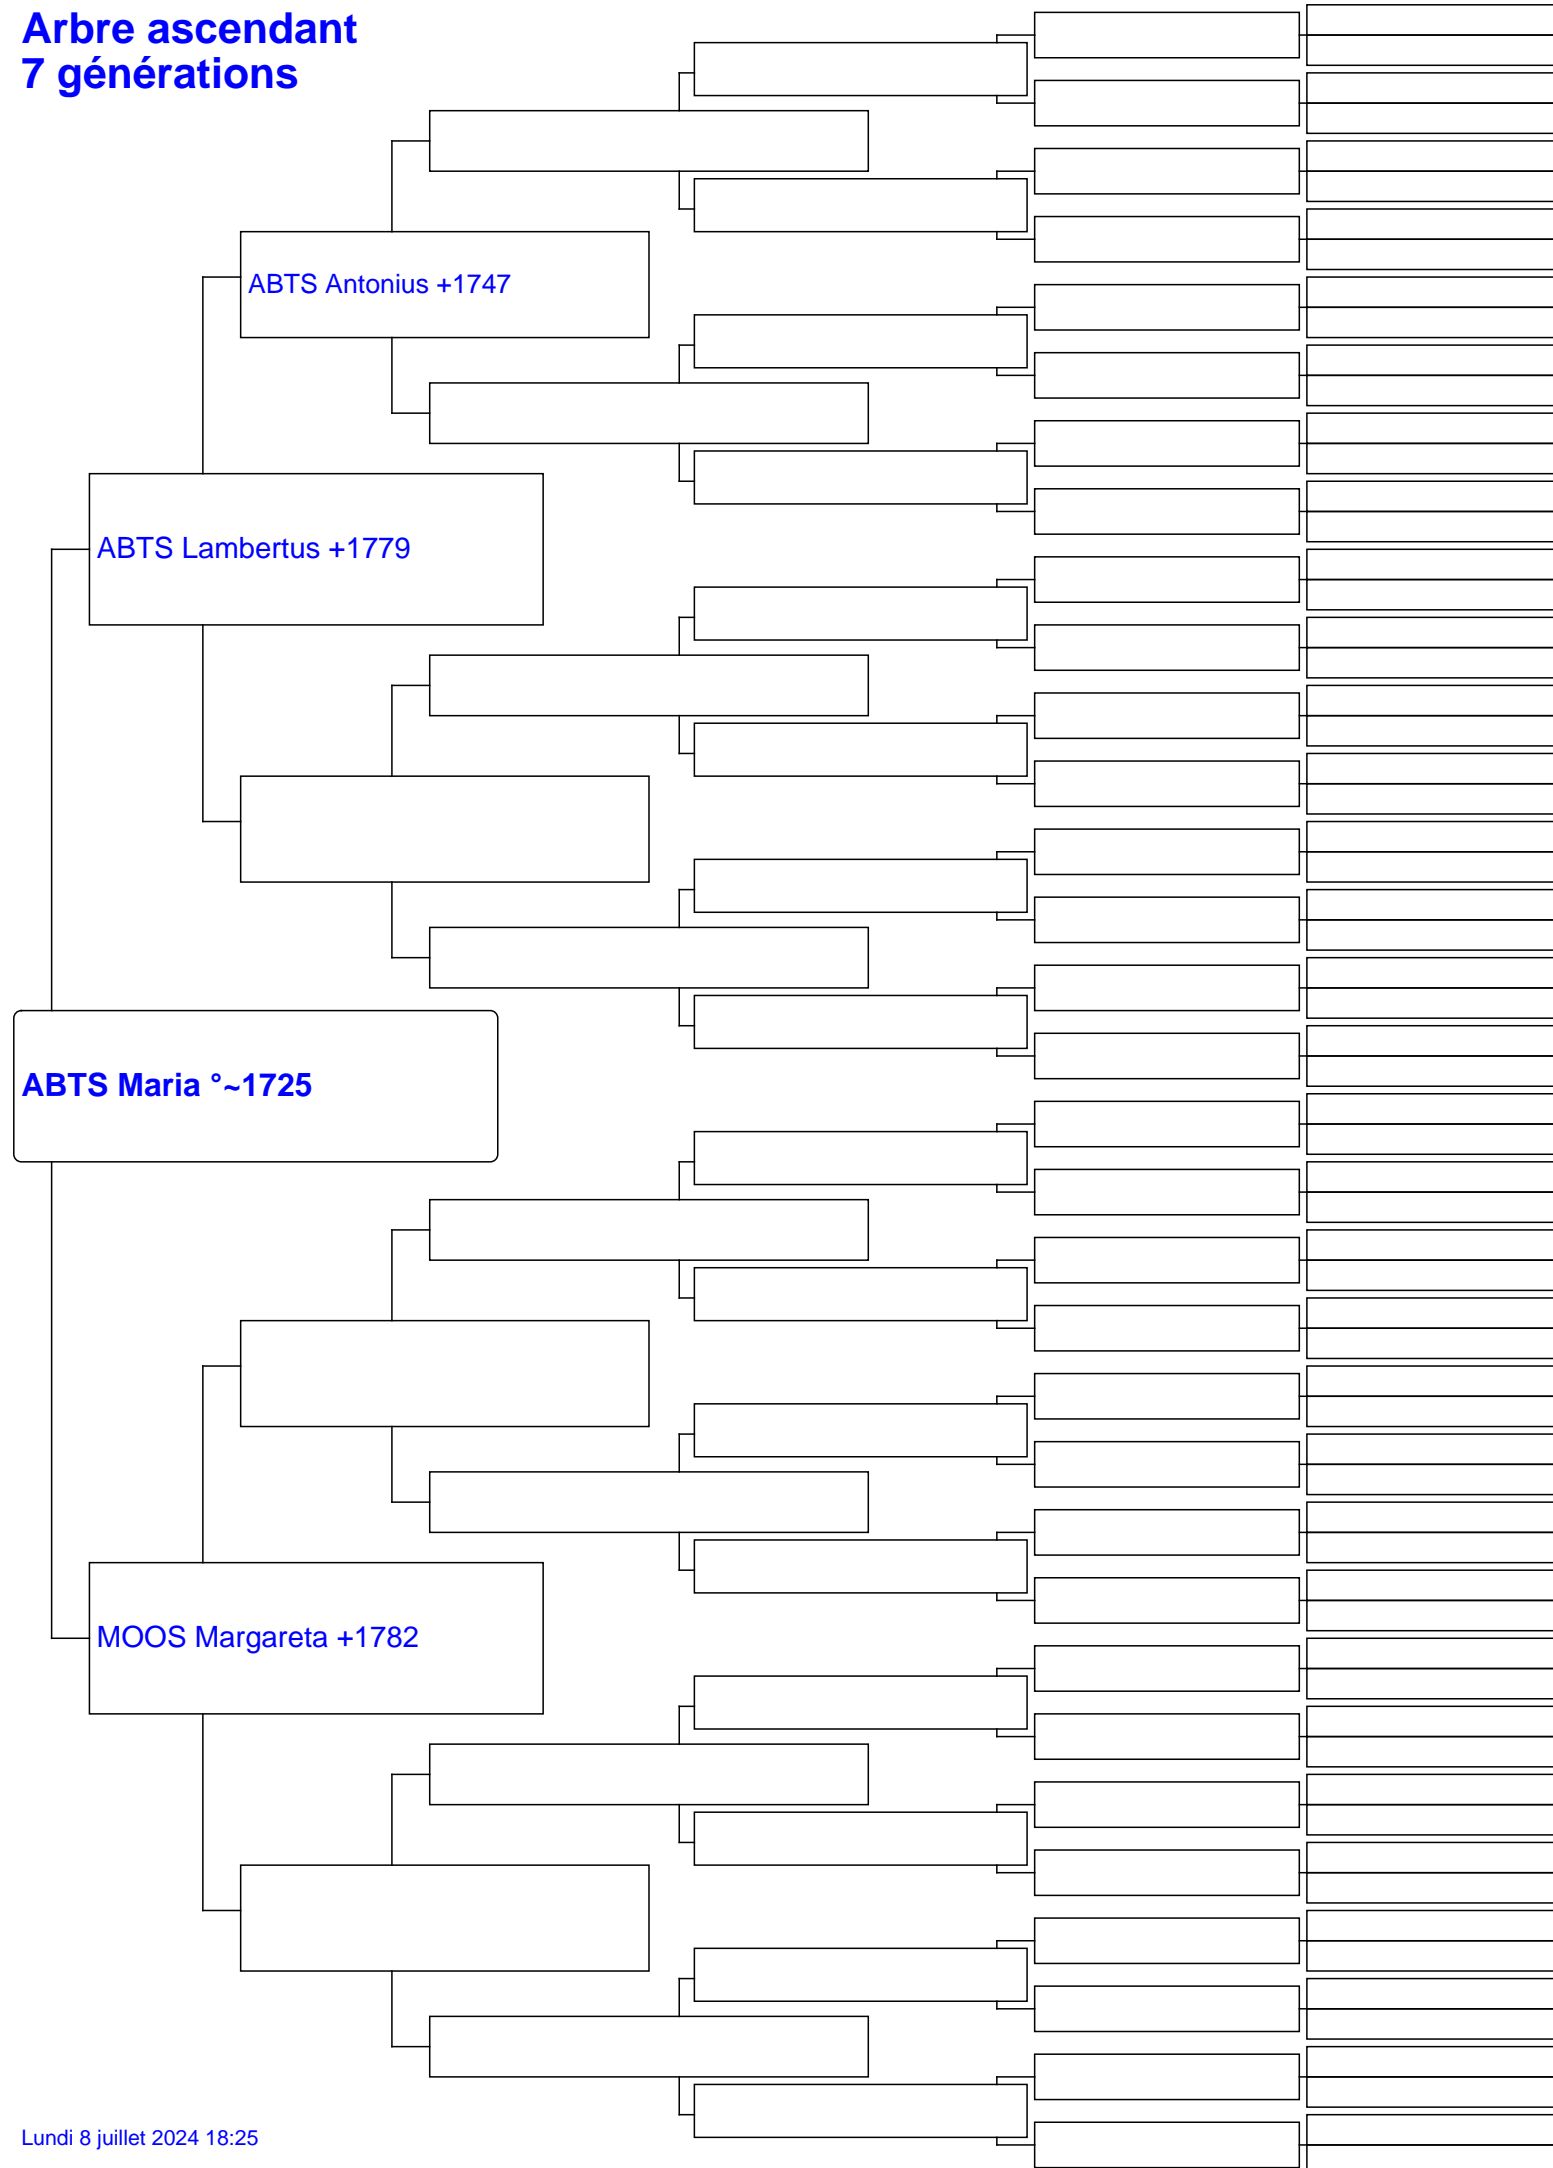 Arbre ascendant
7 générations
ABTS Antonius +1747
ABTS Lambertus +1779
ABTS Maria °~1725
MOOS Margareta +1782
Lundi 8 juillet 2024 18:25